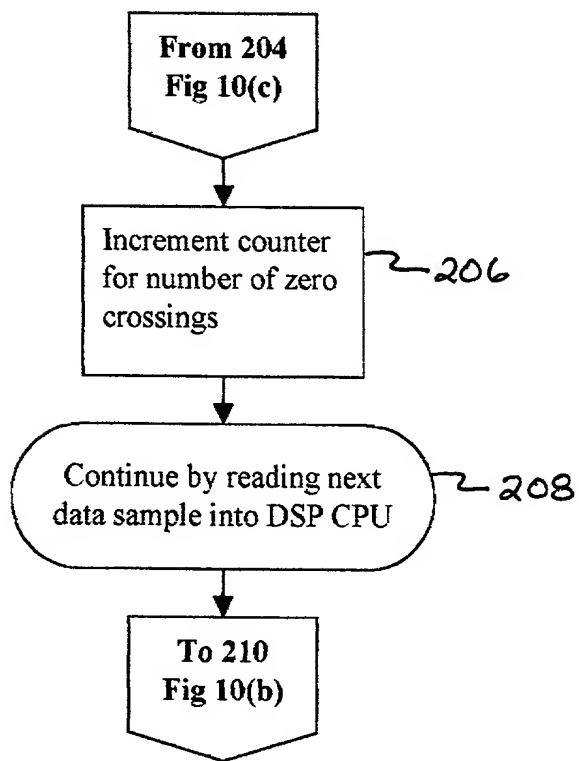 From 204
Fig 10(c)
Increment counter
for number of zero
crossings
206
Continue by reading next
data sample into DSP CPU
208
To 210
Fig 10(b)